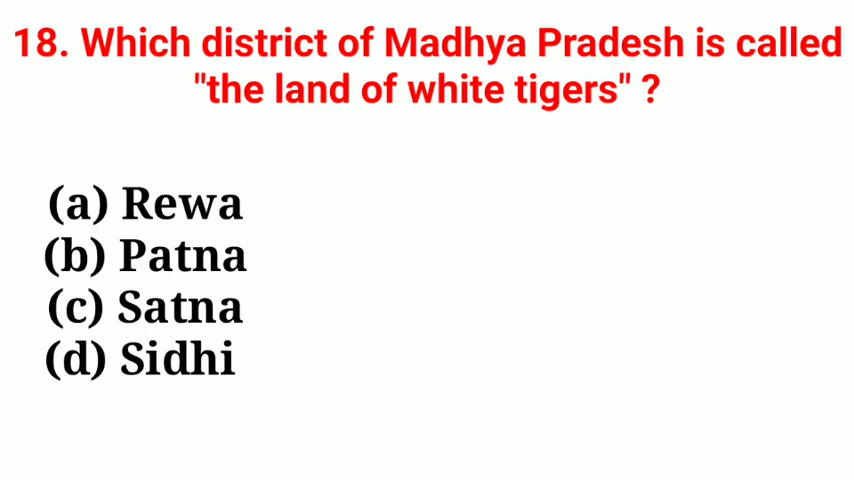 18. Which district of Madhya Pradesh is called
"the land of white tigers" ?
(a) Rewa
(b) Patna
(c) Satna
(d) Sidhi